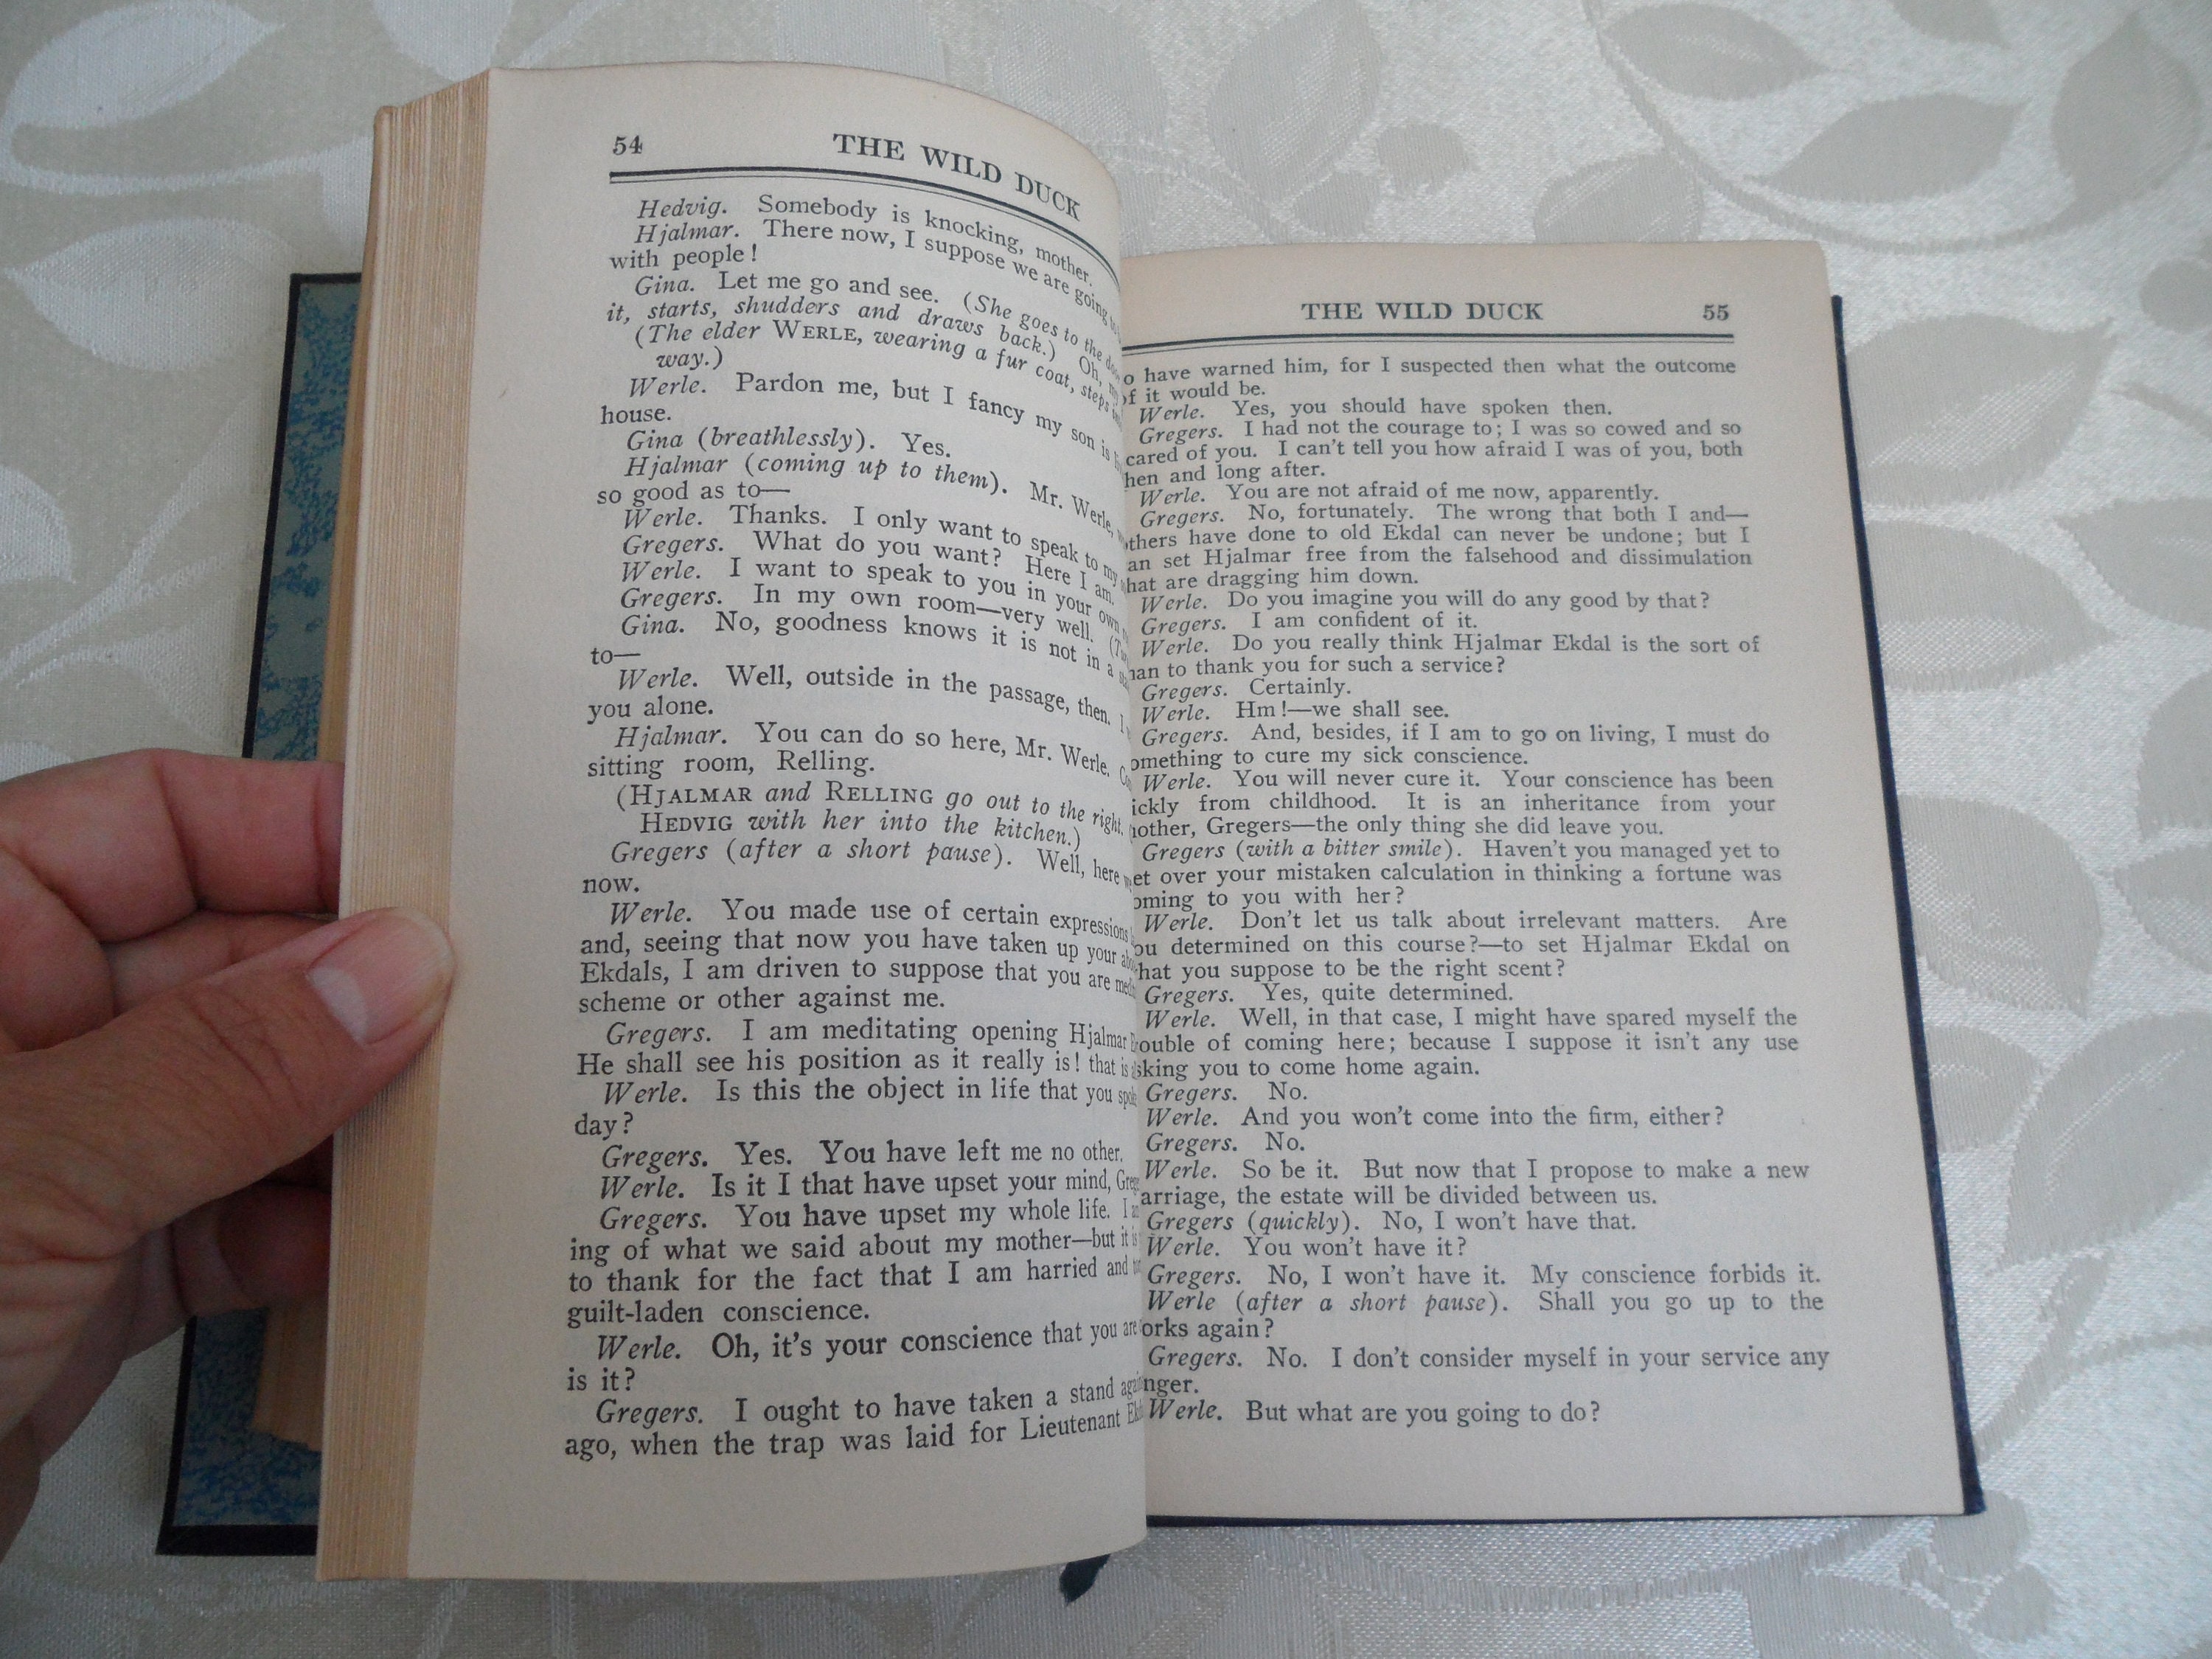 54 THE WILD DUCK
Hedvig. Somebody is knocking, mother.
Hjalmar. There now, I suppose we are going
with people!
Gina. Let me go and see. (She goes to the
it, starts, shudders and draws back.) Oh,
(The elder WERLE, wearing a fur coat, steps
way.)
Werle. Pardon me, but I fancy my son is
house.
Gina (breathlessly). Yes.
Hjalmar (coming up to them). Mr. Werle,
so good as to—
Werle. Thanks. I only want to speak to my
Gregers. What do you want? Here I am.
Werle. I want to speak to you in your own
Gregers. In my own room—very well.
Gina. No, goodness knows it is not in a
to—
Werle. Well, outside in the passage, then. I
you alone.
Hjalmar. You can do so here, Mr. Werle.
sitting room, Relling.
(HJALMAR and RELLING go out to the right.
HEDVIG with her into the kitchen.)
Gregers (after a short pause). Well, here
now.
Werle. You made use of certain expressions
and, seeing that now you have taken up your
Ekdals, I am driven to suppose that you are
scheme or other against me.
Gregers. I am meditating opening Hjalmar
He shall see his position as it really is! that is
Werle. Is this the object in life that you
day?
Gregers. Yes. You have left me no other.
Werle. Is it I that have upset your mind,
Gregers. You have upset my whole life. I
ing of what we said about my mother—but it is
to thank for the fact that I am harried and
guilt-laden conscience.
Werle. Oh, it's your conscience that you are
is it?
Gregers. I ought to have taken a stand
ago, when the trap was laid for Lieutenant
THE WILD DUCK 55
have warned him, for I suspected then what the outcome
of it would be.
Werle. Yes, you should have spoken then.
Gregers. I had not the courage to; I was so cowed and so
cared of you. I can't tell you how afraid I was of you, both
hen and long after.
Werle. You are not afraid of me now, apparently.
Gregers. No, fortunately. The wrong that both I and—
thers have done to old Ekdal can never be undone; but I
an set Hjalmar free from the falsehood and dissimulation
hat are dragging him down.
Werle. Do you imagine you will do any good by that?
Gregers. I am confident of it.
Werle. Do you really think Hjalmar Ekdal is the sort of
an to thank you for such a service?
Gregers. Certainly.
Werle. Hm!—we shall see.
Gregers. And, besides, if I am to go on living, I must do
omething to cure my sick conscience.
Werle. You will never cure it. Your conscience has been
ickly from childhood. It is an inheritance from your
other, Gregers—the only thing she did leave you.
Gregers (with a bitter smile). Haven't you managed yet to
et over your mistaken calculation in thinking a fortune was
oming to you with her?
Werle. Don't let us talk about irrelevant matters. Are
ou determined on this course?—to set Hjalmar Ekdal on
hat you suppose to be the right scent?
Gregers. Yes, quite determined.
Werle. Well, in that case, I might have spared myself the
ouble of coming here; because I suppose it isn't any use
sking you to come home again.
Gregers. No.
Werle. And you won't come into the firm, either?
Gregers. No.
Werle. So be it. But now that I propose to make a new
arriage, the estate will be divided between us.
Gregers (quickly). No, I won't have that.
Werle. You won't have it?
Gregers. No, I won't have it. My conscience forbids it.
Werle (after a short pause). Shall you go up to the
orks again?
Gregers. No. I don't consider myself in your service any
nger.
Werle. But what are you going to do?